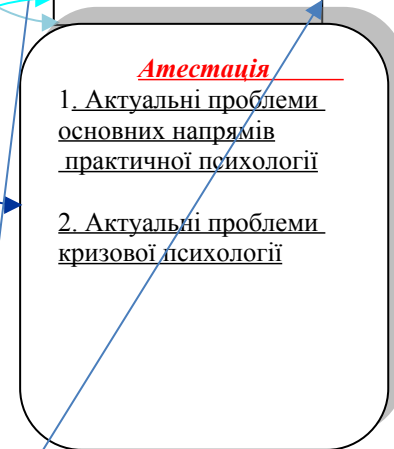 Атестація
1. Актуальні проблеми
основних напрямів
практичної психології
2. Актуальні проблеми
кризової психології